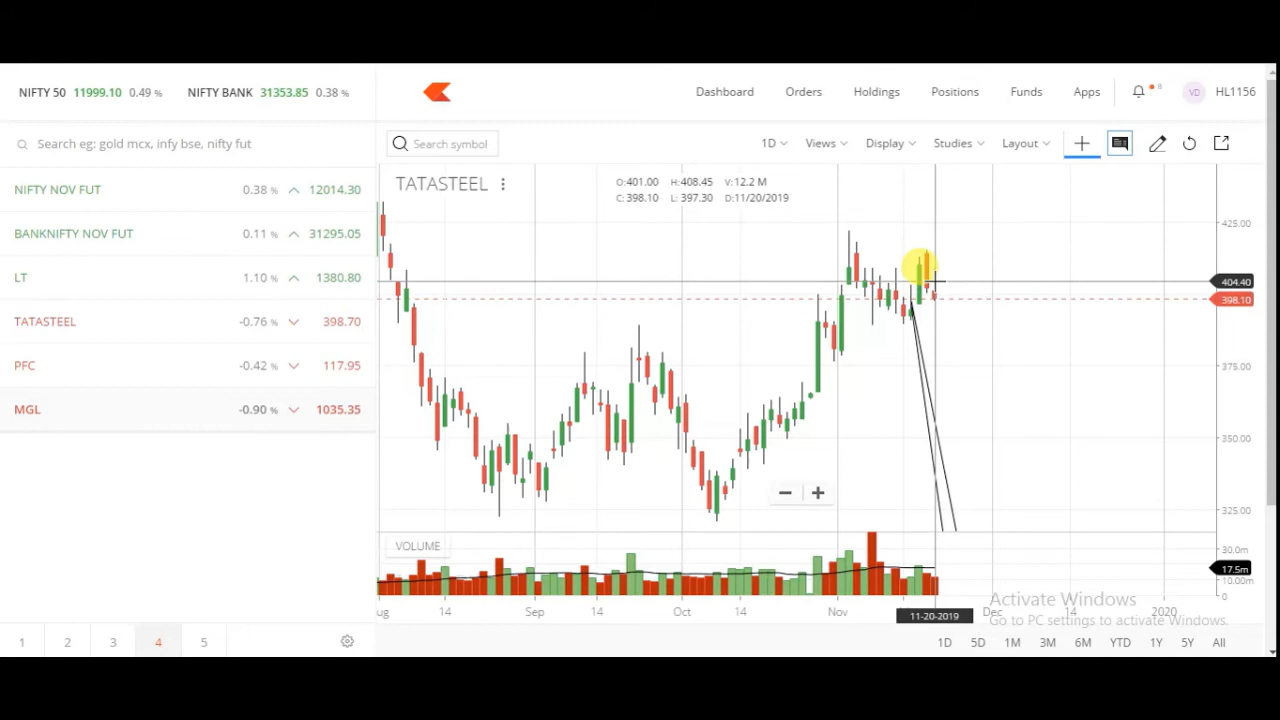 NIFTY 50 11999.10 0.49 % NIFTY BANK 31353.85 0.38 %
Dashboard Orders Holdings Positions Funds Apps 8 VD HL1156
Search eg: gold mcx, infy bse, nifty fut
Search symbol 1D Views Display Studies Layout
NIFTY NOV FUT 0.38 % 12014.30
BANKNIFTY NOV FUT 0.11 % 31295.05
LT 1.10 % 1380.80
TATASTEEL -0.76 % 398.70
PFC -0.42 % 117.95
MGL -0.90 % 1035.35
1 2 3 4 5
TATASTEEL
O:401.00 H:408.45 V:12.2 M
C:398.10 L: 397.30 D:11/20/2019
425.00
404.40
398.10
375.00
350.00
325.00
VOLUME
30.0m
17.5m
10.00m
0
ug 14 Sep 14 Oct 14 Nov 11-20-2019 Dec 14 2020
Activate Windows
Go to PC settings to activate Windows.
1D 5D 1M 3M 6M YTD 1Y 5Y All